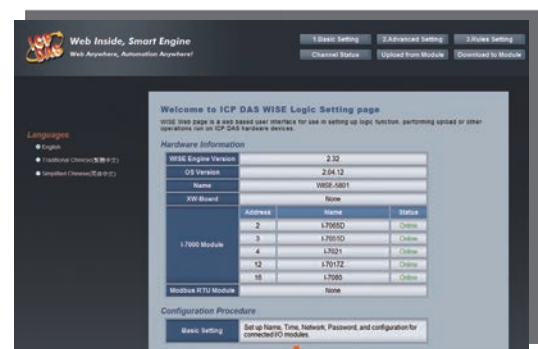 ICP DAS
Web Inside, Smart Engine
Web Anywhere, Automation Anywhere!
1.Basic Setting 2.Advanced Setting 3.Rules Setting
Channel Status Upload from Module Download to Module
Languages
English
Traditional Chinese(繁體中文)
Simplified Chinese(简体中文)
Welcome to ICP DAS WISE Logic Setting page
WISE Web page is a web based user interface for use in setting up logic function, performing upload or other
operations run on ICP DAS hardware devices.
Hardware Information
WISE Engine Version 2.32
OS Version 2.04.12
Name WISE-5801
XW-Board None
I-7000 Module
Address Name Status
2 I-7065D Online
3 I-7055D Online
4 I-7021 Online
12 I-7017Z Online
16 I-7080 Online
Modbus RTU Module None
Configuration Procedure
Basic Setting Set up Name, Time, Network, Password, and configuration for
connected I/O modules.